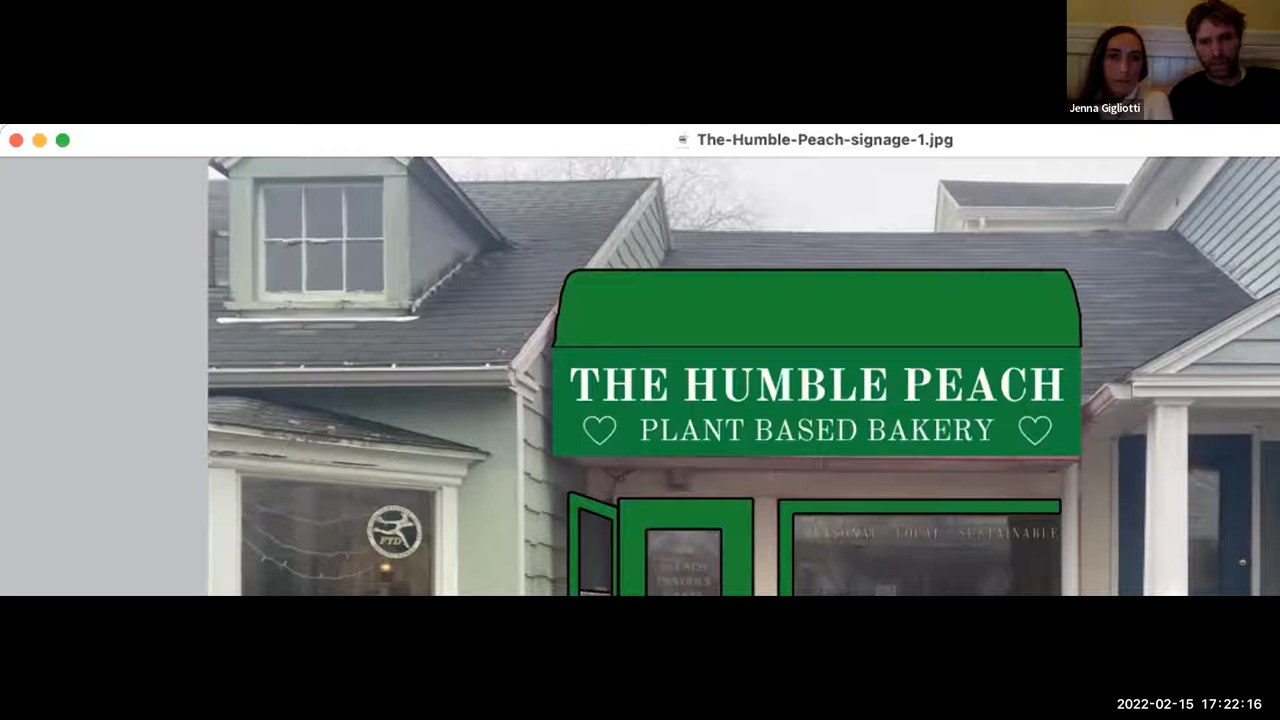 Jenna Gigliotti
The-Humble-Peach-signage-1.jpg
THE HUMBLE PEACH
PLANT BASED BAKERY
FTD
LOCAL · SUSTAINABLE
2022-02-15 17:22:16